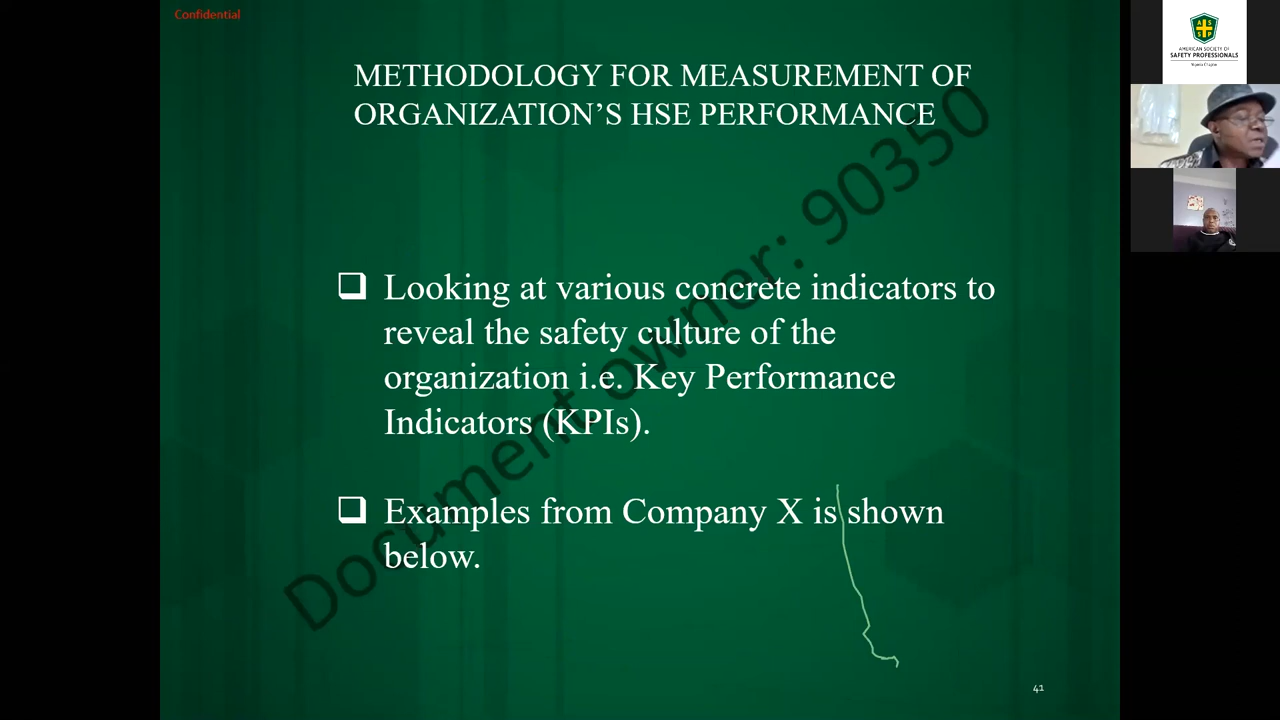 Confidential
METHODOLOGY FOR MEASUREMENT OF
ORGANIZATION’S HSE PERFORMANCE
❑ Looking at various concrete indicators to
reveal the safety culture of the
organization i.e. Key Performance
Indicators (KPIs).
❑ Examples from Company X is shown
below.
Document owner: 90350
41
A S
S P
AMERICAN SOCIETY OF
SAFETY PROFESSIONALS
Nigeria Chapter